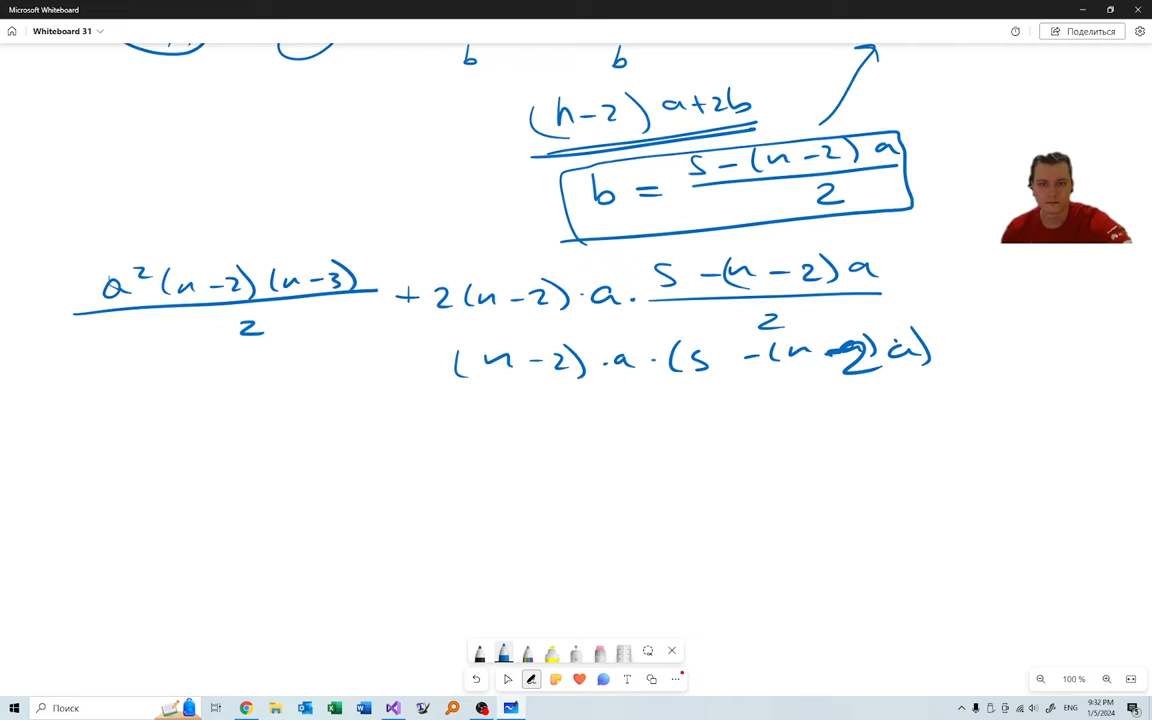 Microsoft Whiteboard
Whiteboard 31
Поделиться
b b
(n-2) a+2b
b = s-(n-2)a / 2
a²(n-2)(n-3) / 2 + 2(n-2)·a· s-(n-2)a / 2
(n-2)·a·(s-(n-2)a)
100 %
Поиск
ENG
9:32 PM
1/5/2024
5